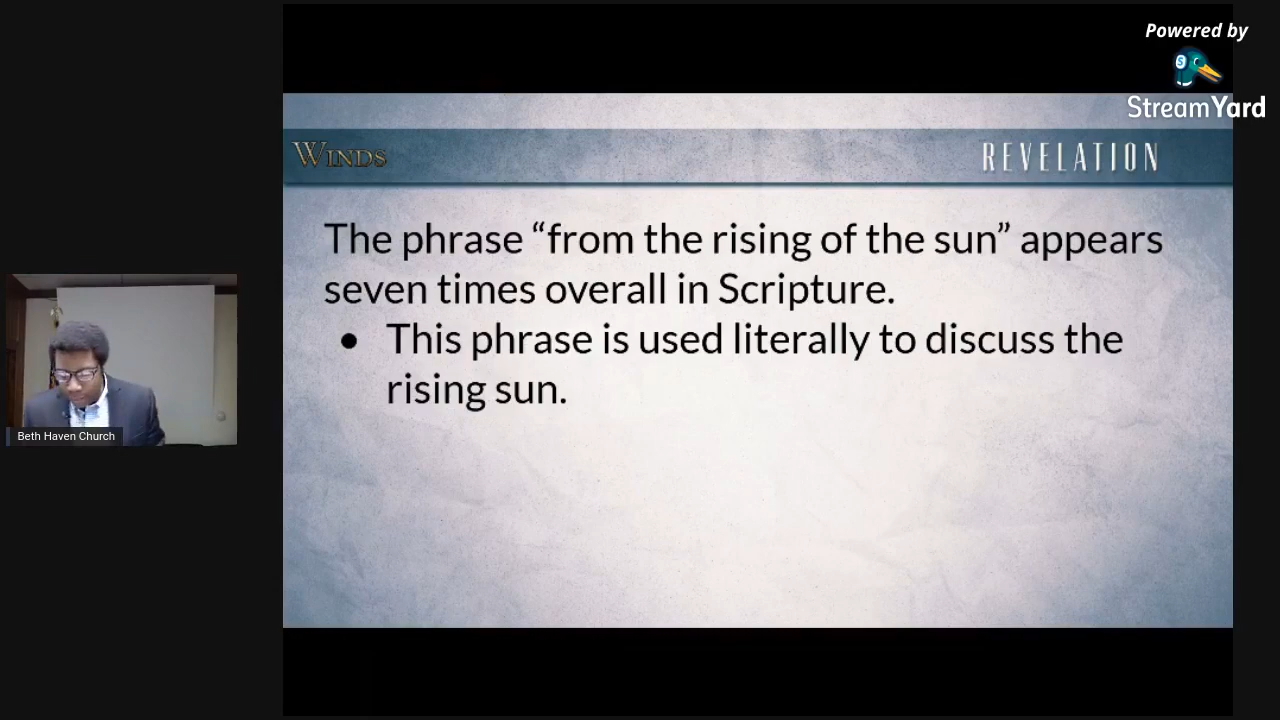 Powered by
StreamYard
WINDS
REVELATION
The phrase “from the rising of the sun” appears
seven times overall in Scripture.
• This phrase is used literally to discuss the
rising sun.
Beth Haven Church